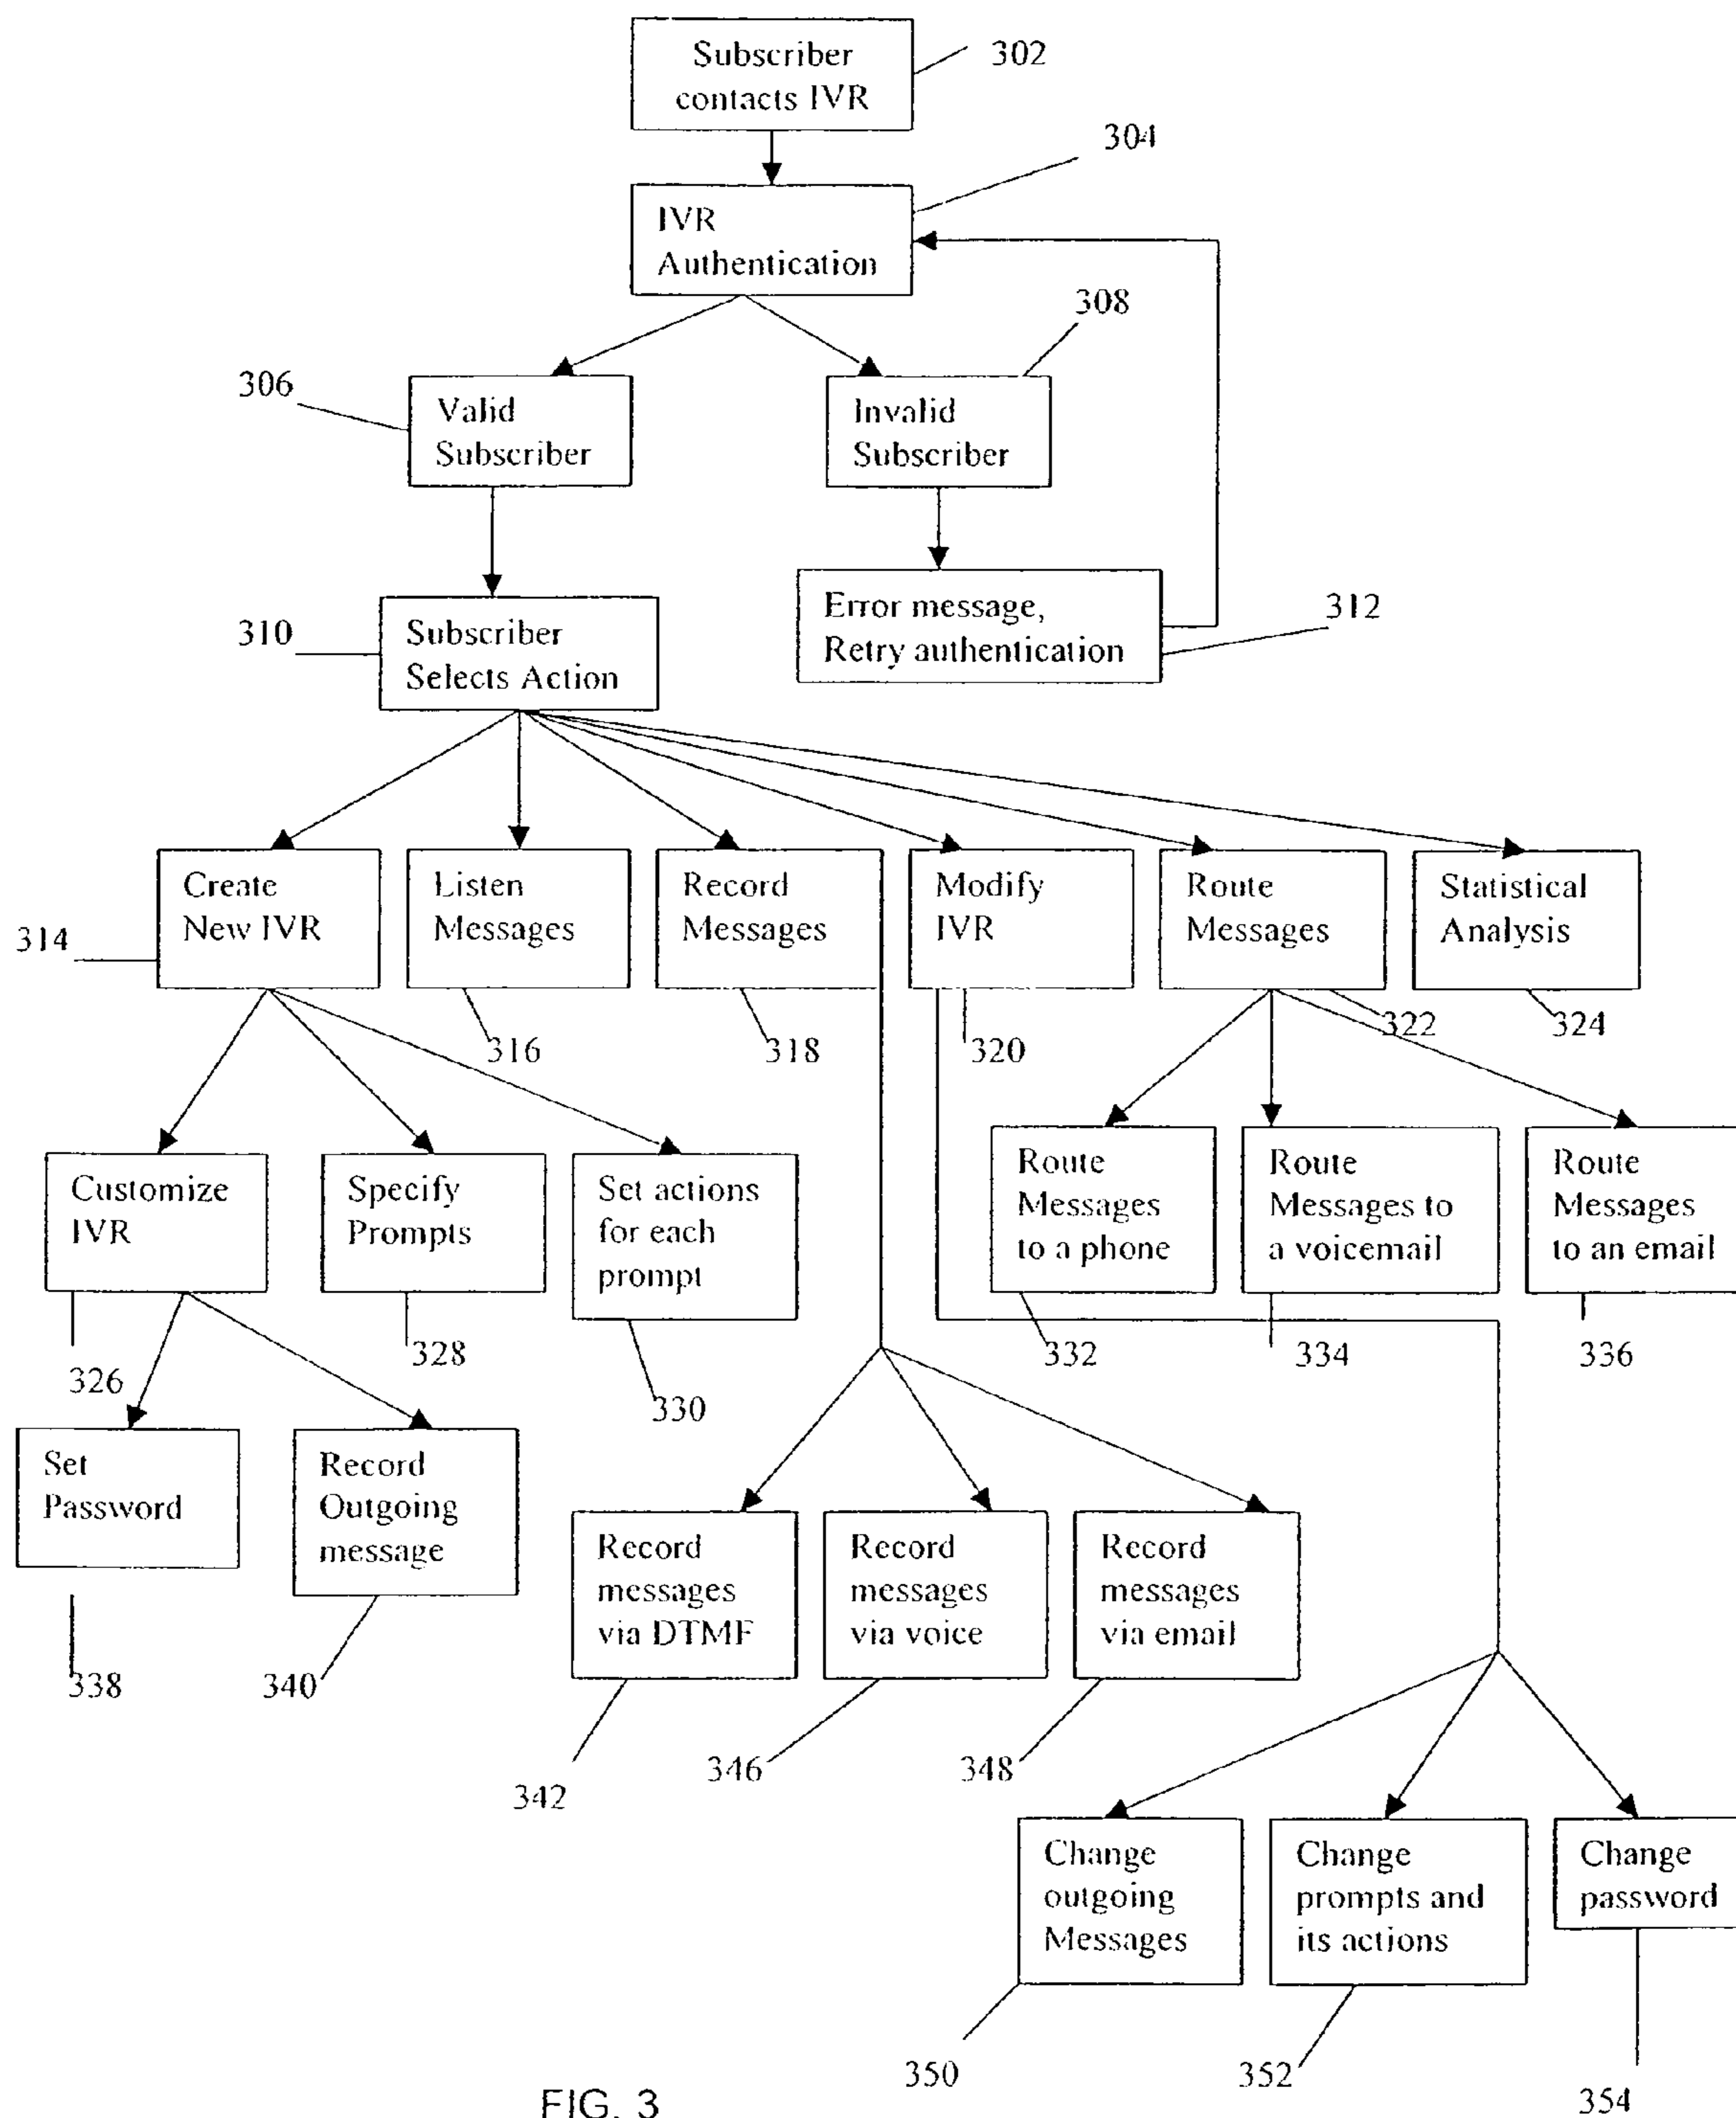 Subscriber
contacts IVR
302
304
IVR
Authentication
308
306
Valid
Subscriber
Invalid
Subscriber
310
Subscriber
Selects Action
Error message,
Retry authentication
312
314
Create
New IVR
Listen
Messages
Record
Messages
Modify
IVR
Route
Messages
Statistical
Analysis
316
318
320
322
324
Customize
IVR
Specify
Prompts
Set actions
for each
prompt
Route
Messages
to a phone
Route
Messages to
a voicemail
Route
Messages
to an email
326
328
330
332
334
336
Set
Password
Record
Outgoing
message
Record
messages
via DTMF
Record
messages
via voice
Record
messages
via email
338
340
342
346
348
Change
outgoing
Messages
Change
prompts and
its actions
Change
password
350
352
354
FIG. 3